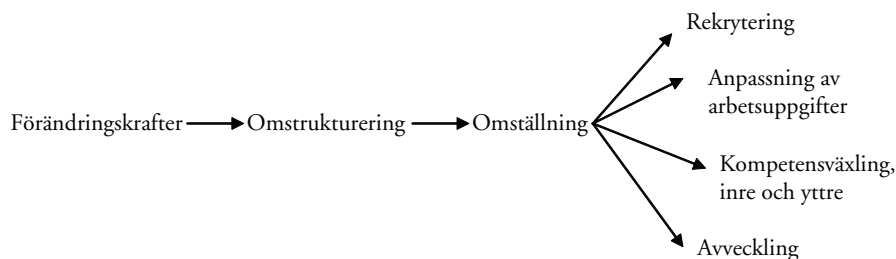 Rekrytering
Anpassning av
arbetsuppgifter
Förändringskrafter
Omstrukturering
Omställning
Kompetensväxling,
inre och yttre
Avveckling